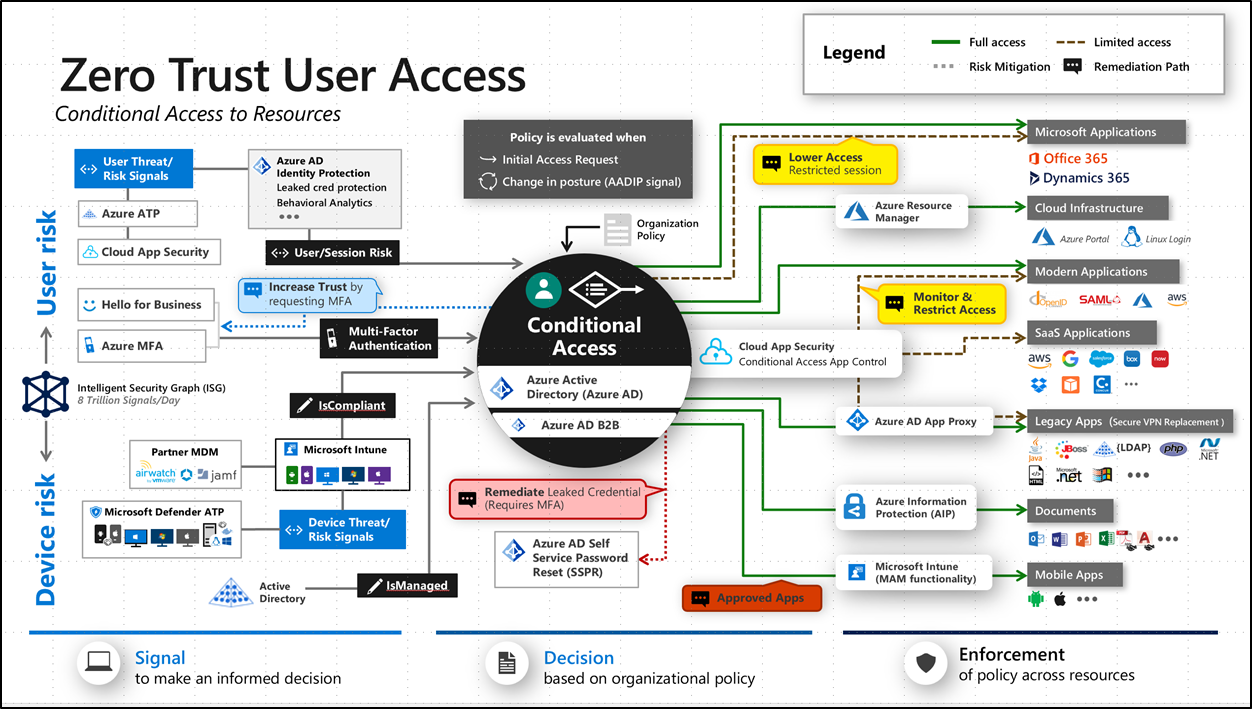 Zero Trust User Access
Conditional Access to Resources
Legend
Full access
Limited access
Risk Mitigation
Remediation Path
User risk
Device risk
User Threat/
Risk Signals
Azure ATP
Cloud App Security
Azure AD
Identity Protection
Leaked cred protection
Behavioral Analytics
User/Session Risk
Hello for Business
Azure MFA
Increase Trust by
requesting MFA
Multi-Factor
Authentication
Intelligent Security Graph (ISG)
8 Trillion Signals/Day
IsCompliant
Partner MDM
airwatch
by vmware
jamf
Microsoft Intune
Microsoft Defender ATP
Device Threat/
Risk Signals
Active
Directory
IsManaged
Policy is evaluated when
Initial Access Request
Change in posture (AADIP signal)
Organization
Policy
Conditional
Access
Azure Active
Directory (Azure AD)
Azure AD B2B
Remediate Leaked Credential
(Requires MFA)
Azure AD Self
Service Password
Reset (SSPR)
Approved Apps
Lower Access
Restricted session
Azure Resource
Manager
Monitor &
Restrict Access
Cloud App Security
Conditional Access App Control
Azure AD App Proxy
Azure Information
Protection (AIP)
Microsoft Intune
(MAM functionality)
Microsoft Applications
Office 365
Dynamics 365
Cloud Infrastructure
Azure Portal
Linux Login
Modern Applications
OpenID
SAML
aws
SaaS Applications
aws
salesforce
box
now
Legacy Apps (Secure VPN Replacement )
Java
JBoss
{LDAP}
php
.NET
HTML
Microsoft
.net
Documents
Mobile Apps
Signal
to make an informed decision
Decision
based on organizational policy
Enforcement
of policy across resources